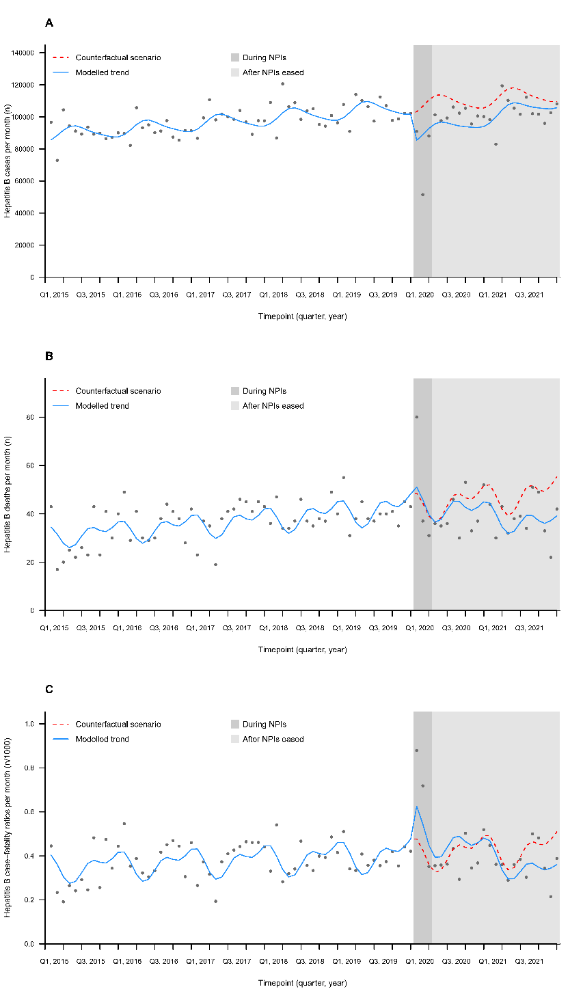 A
Hepatitis B cases per month (n)
140000
120000
100000
80000
60000
40000
20000
0
Counterfactual scenario
Modelled trend
During NPIs
After NPIs eased
Q1, 2015 Q3, 2015 Q1, 2016 Q3, 2016 Q1, 2017 Q3, 2017 Q1, 2018 Q3, 2018 Q1, 2019 Q3, 2019 Q1, 2020 Q3, 2020 Q1, 2021 Q3, 2021
Timepoint (quarter, year)
B
Hepatitis B deaths per month (n)
80
60
40
20
0
Counterfactual scenario
Modelled trend
During NPIs
After NPIs eased
Q1, 2015 Q3, 2015 Q1, 2016 Q3, 2016 Q1, 2017 Q3, 2017 Q1, 2018 Q3, 2018 Q1, 2019 Q3, 2019 Q1, 2020 Q3, 2020 Q1, 2021 Q3, 2021
Timepoint (quarter, year)
C
Hepatitis B case−fatality ratios per month (n/1000)
1.0
0.8
0.6
0.4
0.2
0.0
Counterfactual scenario
Modelled trend
During NPIs
After NPIs eased
Q1, 2015 Q3, 2015 Q1, 2016 Q3, 2016 Q1, 2017 Q3, 2017 Q1, 2018 Q3, 2018 Q1, 2019 Q3, 2019 Q1, 2020 Q3, 2020 Q1, 2021 Q3, 2021
Timepoint (quarter, year)